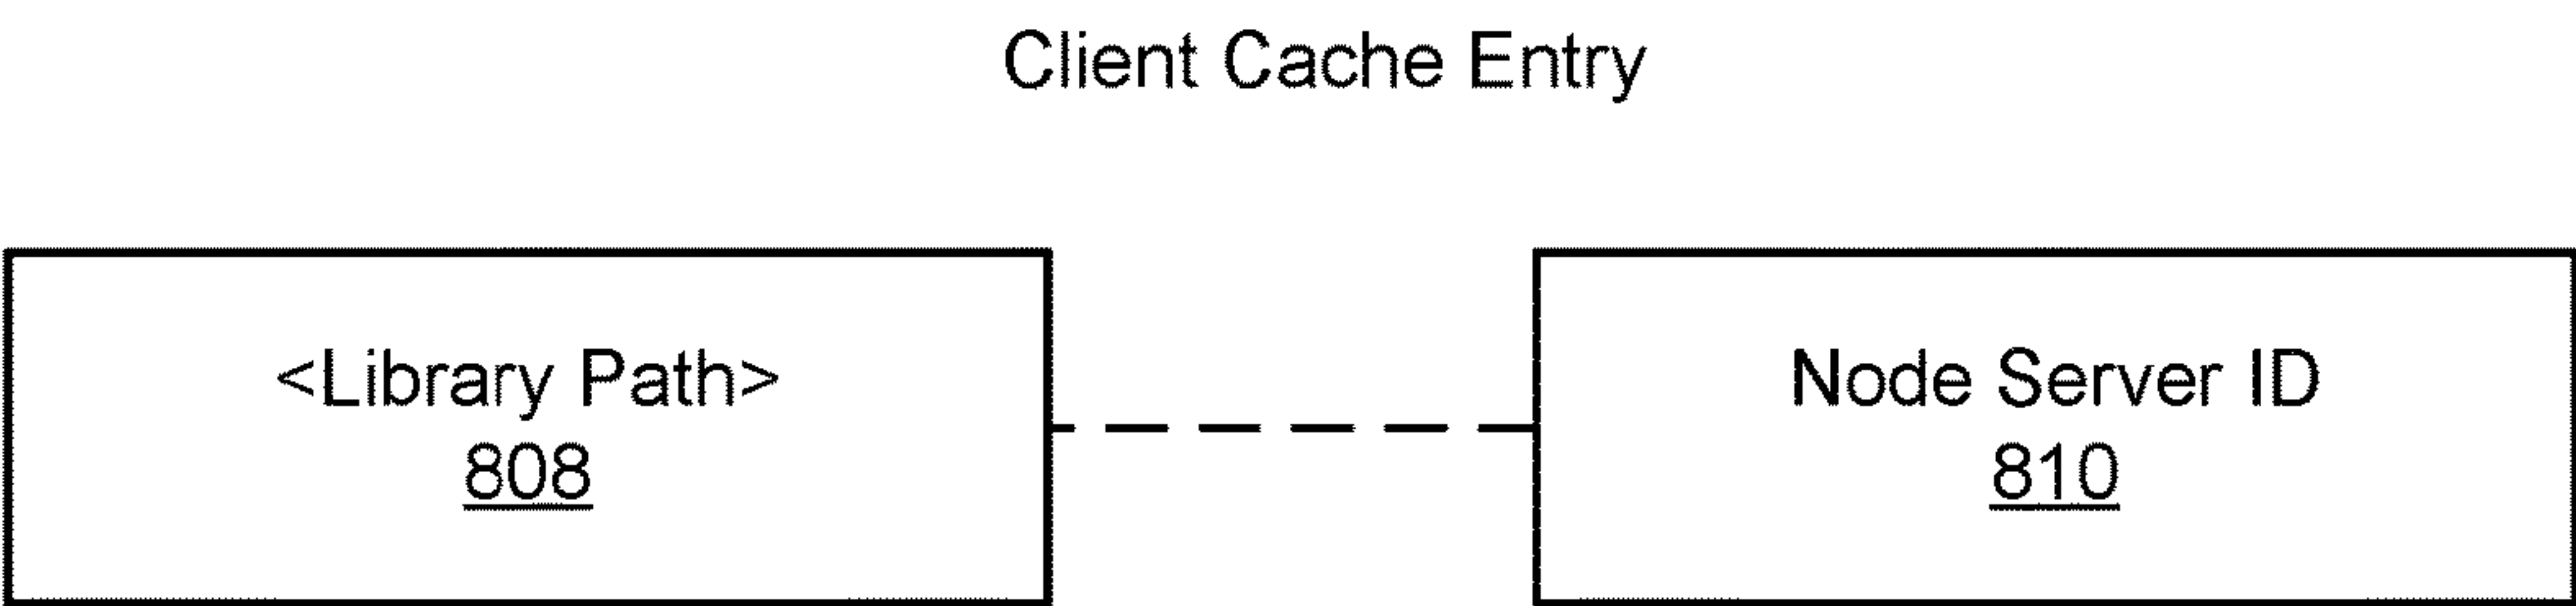 Client Cache Entry
<Library Path>
808
Node Server ID
810